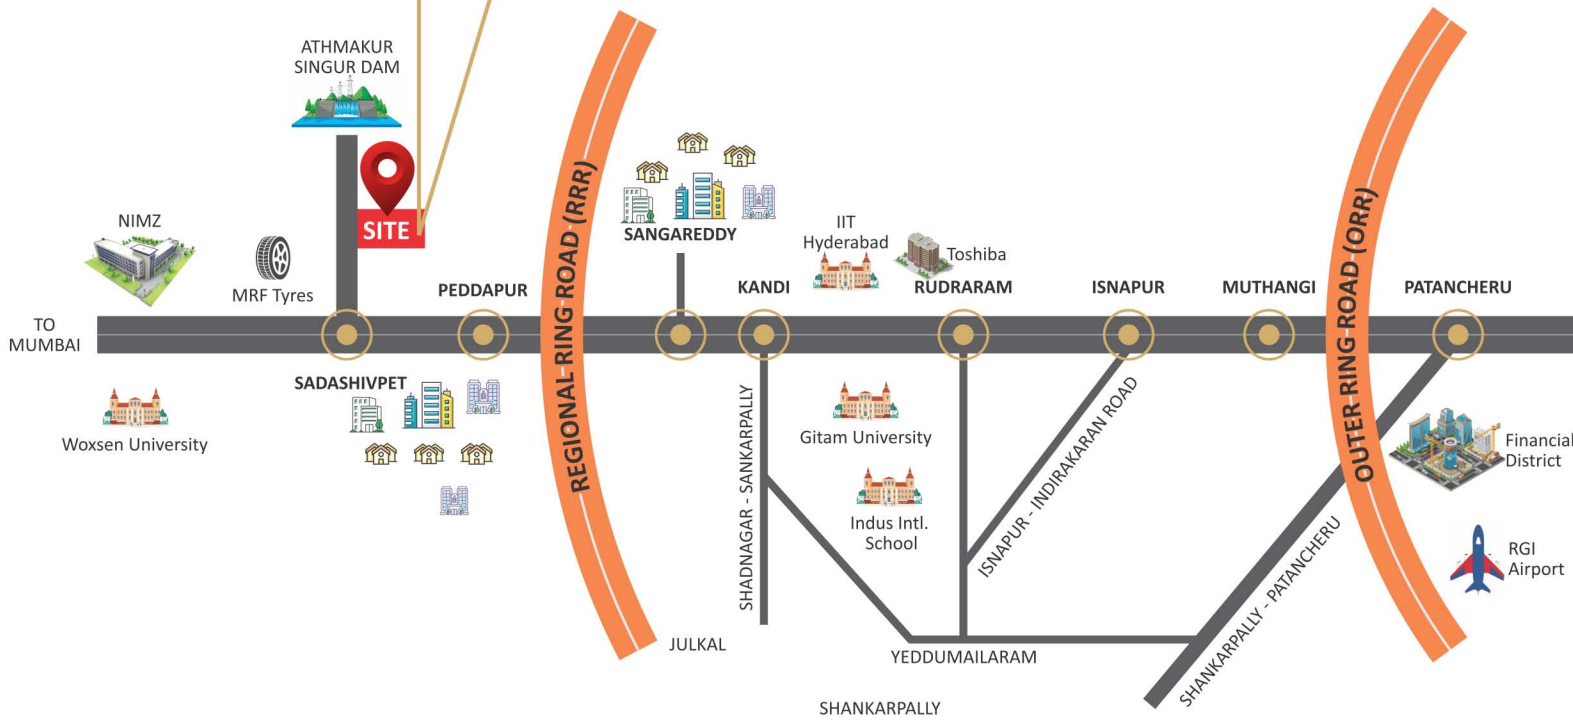 ATHMAKUR
SINGUR DAM
SITE
NIMZ
MRF Tyres
TO
MUMBAI
PEDDAPUR
SADASHIVPET
Woxsen University
REGIONAL RING ROAD (RRR)
SANGAREDDY
KANDI
IIT
Hyderabad
Toshiba
RUDRARAM
ISNAPUR
MUTHANGI
OUTER RING ROAD (ORR)
PATANCHERU
Gitam University
Indus Intl.
School
SHADNAGAR - SANKARPALLY
ISNAPUR - INDIRAKARAN ROAD
SHANKARPALLY - PATANCHERU
Financial
District
RGI
Airport
JULKAL
YEDDUMAILARAM
SHANKARPALLY